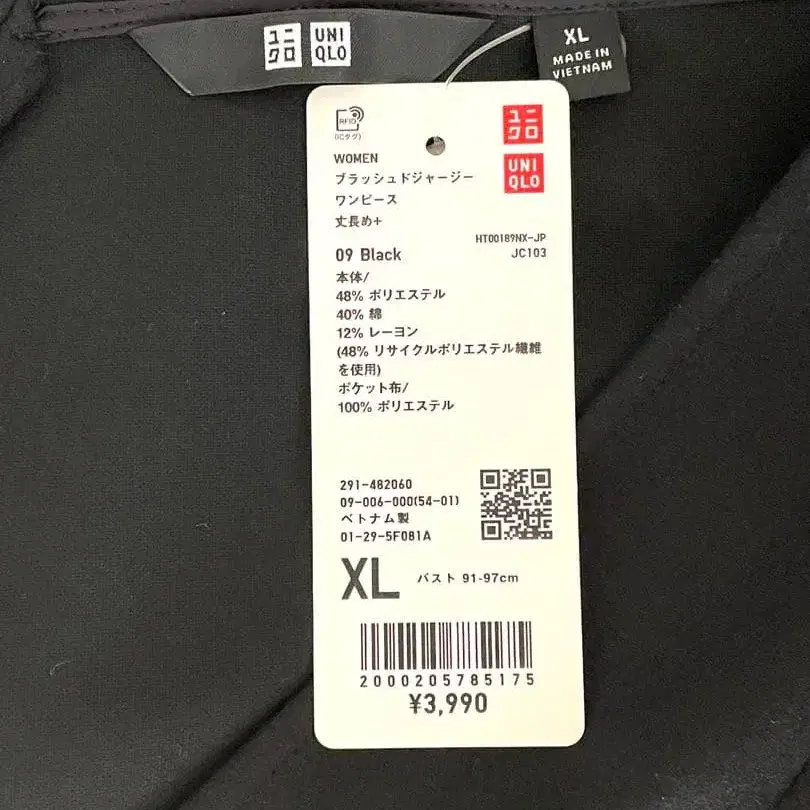 ユニ
クロ
UNI
QLO
XL
MADE IN
VIETNAM
RFID
(ICタグ)
ユニ
クロ
UNI
QLO
WOMEN
ブラッシュドジャージー
ワンピース
丈長め+
HT00189NX-JP
09 Black
JC103
本体/
48% ポリエステル
40% 綿
12% レーヨン
(48% リサイクルポリエステル繊維
を使用)
ポケット布/
100% ポリエステル
291-482060
09-006-000(54-01)
ベトナム製
01-29-5F081A
XL バスト 91-97cm
2000205785175
¥3,990